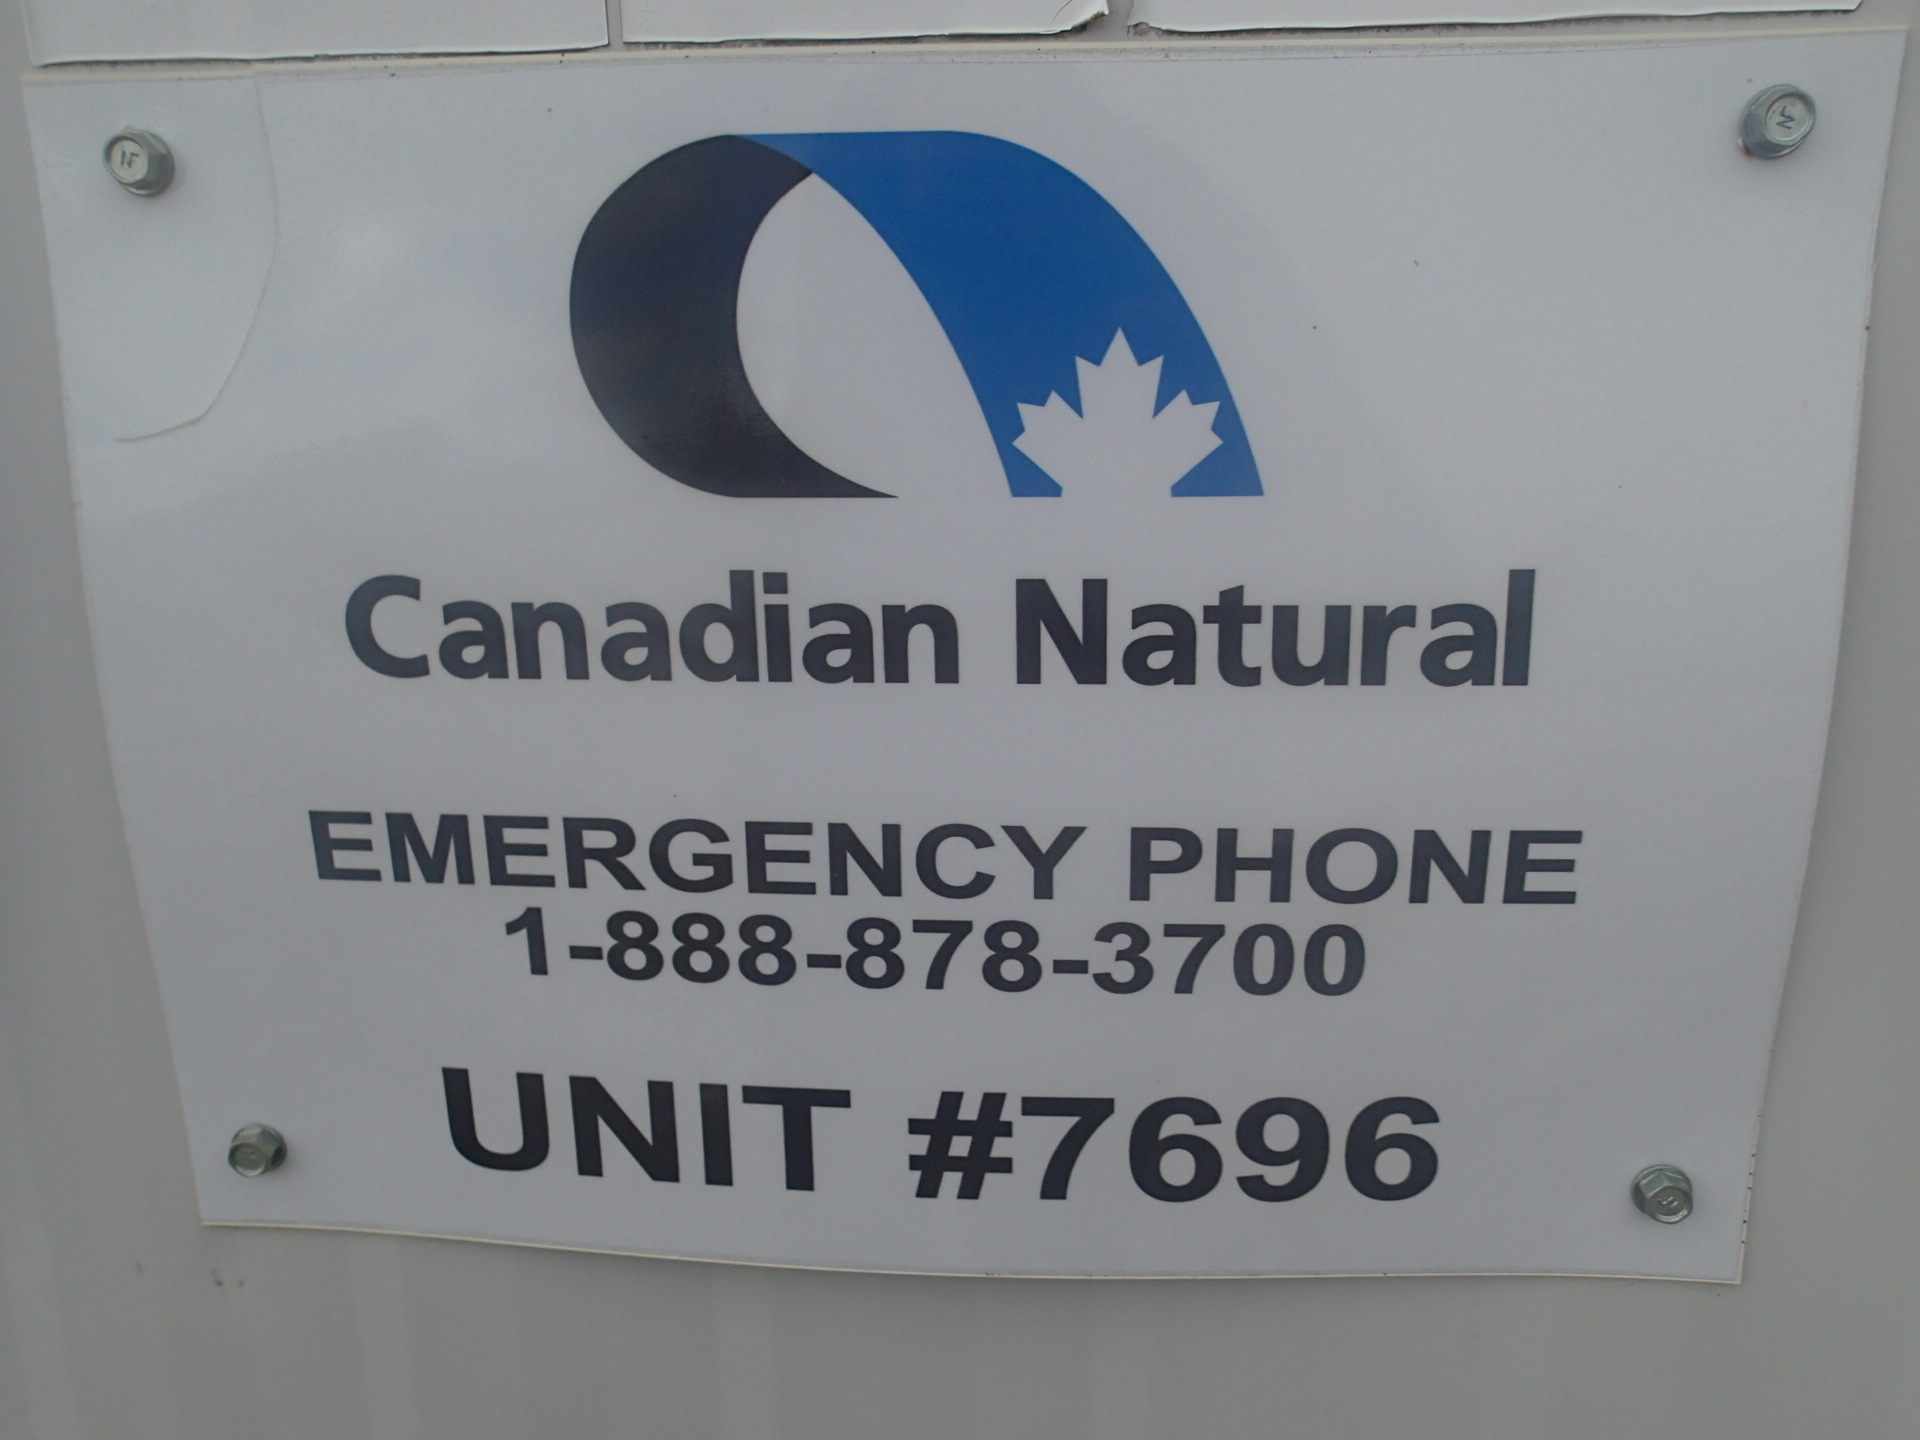 Canadian Natural
EMERGENCY PHONE
1-888-878-3700
UNIT #7696